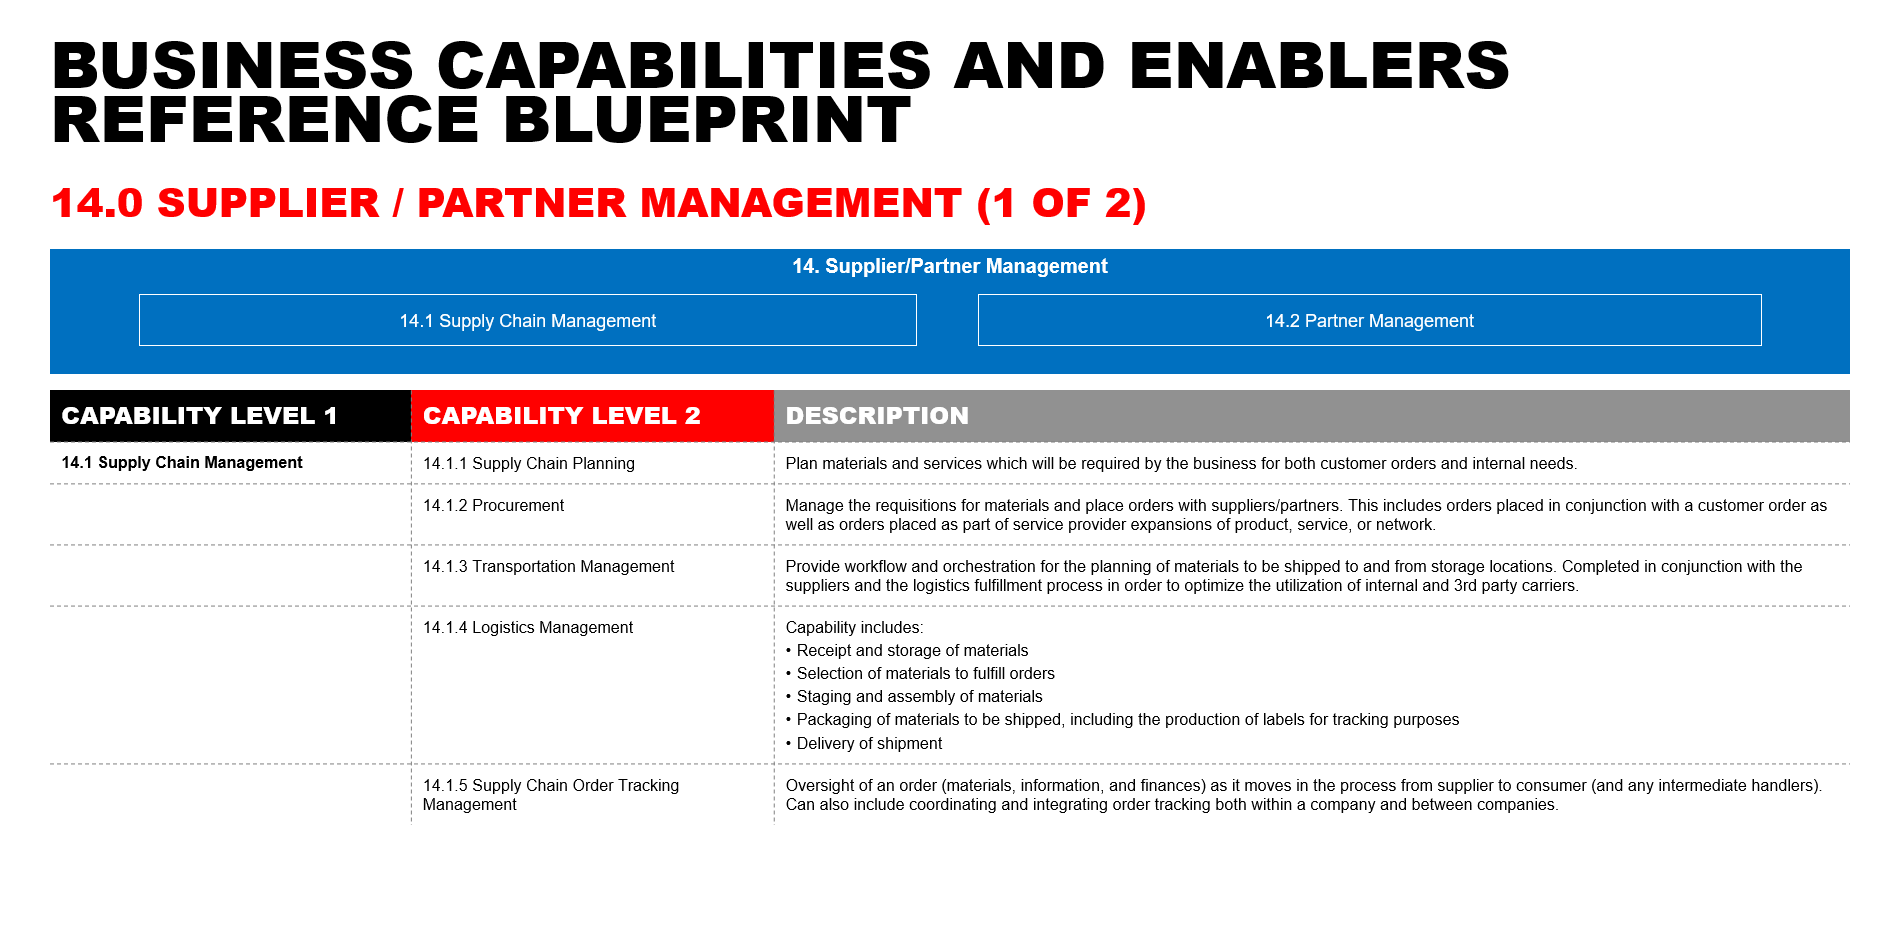 BUSINESS CAPABILITIES AND ENABLERS
REFERENCE BLUEPRINT
14.0 SUPPLIER / PARTNER MANAGEMENT (1 OF 2)
14. Supplier/Partner Management
14.1 Supply Chain Management
14.2 Partner Management
CAPABILITY LEVEL 1
CAPABILITY LEVEL 2
DESCRIPTION
14.1 Supply Chain Management
14.1.1 Supply Chain Planning
Plan materials and services which will be required by the business for both customer orders and internal needs.
14.1.2 Procurement
Manage the requisitions for materials and place orders with suppliers/partners. This includes orders placed in conjunction with a customer order as
well as orders placed as part of service provider expansions of product, service, or network.
14.1.3 Transportation Management
Provide workflow and orchestration for the planning of materials to be shipped to and from storage locations. Completed in conjunction with the
suppliers and the logistics fulfillment process in order to optimize the utilization of internal and 3rd party carriers.
14.1.4 Logistics Management
Capability includes:
• Receipt and storage of materials
• Selection of materials to fulfill orders
• Staging and assembly of materials
• Packaging of materials to be shipped, including the production of labels for tracking purposes
• Delivery of shipment
14.1.5 Supply Chain Order Tracking
Management
Oversight of an order (materials, information, and finances) as it moves in the process from supplier to consumer (and any intermediate handlers).
Can also include coordinating and integrating order tracking both within a company and between companies.